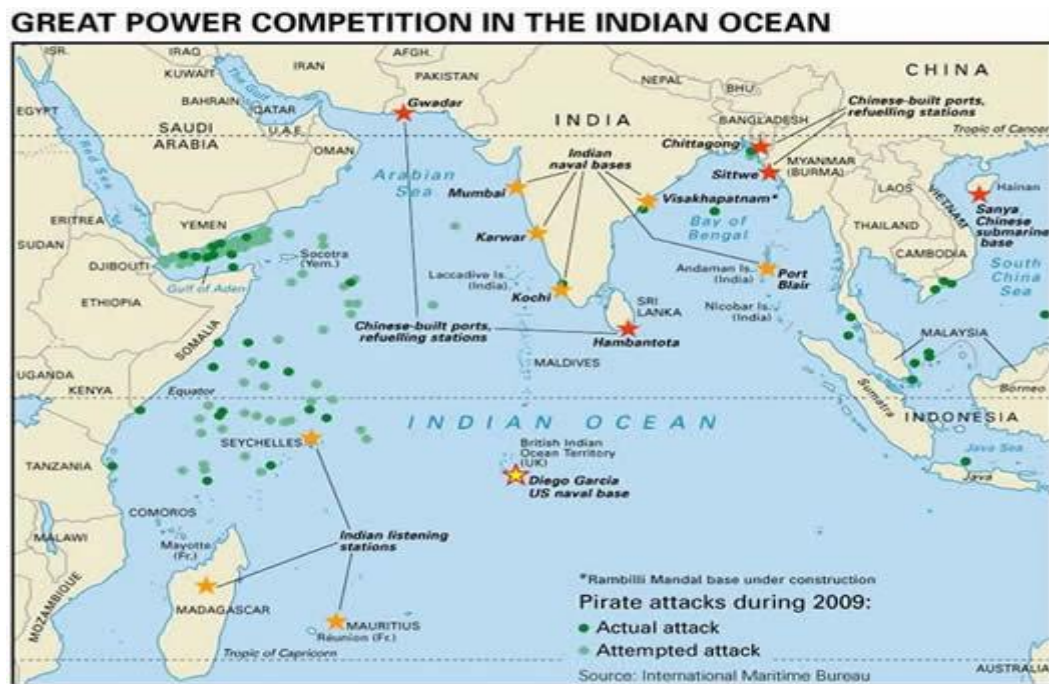 GREAT POWER COMPETITION IN THE INDIAN OCEAN
ISR.
IRAQ
KUWAIT
IRAN
AFGH.
PAKISTAN
NEPAL
BHU.
CHINA
EGYPT
BAHRAIN
The Gulf
QATAR
U.A.E.
SAUDI
ARABIA
OMAN
Gwadar
INDIA
BANGLADESH
Chinese-built ports,
refuelling stations
Tropic of Cancer
Red Sea
Arabian
Sea
Indian
naval bases
Chittagong
Sittwe
MYANMAR
(BURMA)
LAOS
VIETNAM
Hainan
Mumbai
Visakhapatnam*
Sanya
Chinese
submarine
base
ERITREA
YEMEN
SUDAN
Karwar
Bay of
Bengal
THAILAND
CAMBODIA
DJIBOUTI
Socotra
(Yem.)
Gulf of Aden
Laccadive Is.
(India)
Andaman Is.
(India)
Port
Blair
South
China
Sea
ETHIOPIA
Kochi
SRI
LANKA
Nicobar Is.
(India)
SOMALIA
Chinese-built ports,
refuelling stations
Hambantota
MALAYSIA
MALDIVES
UGANDA
KENYA
Equator
Sumatra
Borneo
INDIAN OCEAN
INDONESIA
SEYCHELLES
British Indian
Ocean Territory
(UK)
Diego Garcia
US naval base
Java Sea
Java
TANZANIA
COMOROS
Indian listening
stations
MALAWI
Mayotte
(Fr.)
MOZAMBIQUE
MADAGASCAR
MAURITIUS
Réunion (Fr.)
Tropic of Capricorn
*Rambilli Mandal base under construction
Pirate attacks during 2009:
Actual attack
Attempted attack
Source: International Maritime Bureau
AUSTRALIA